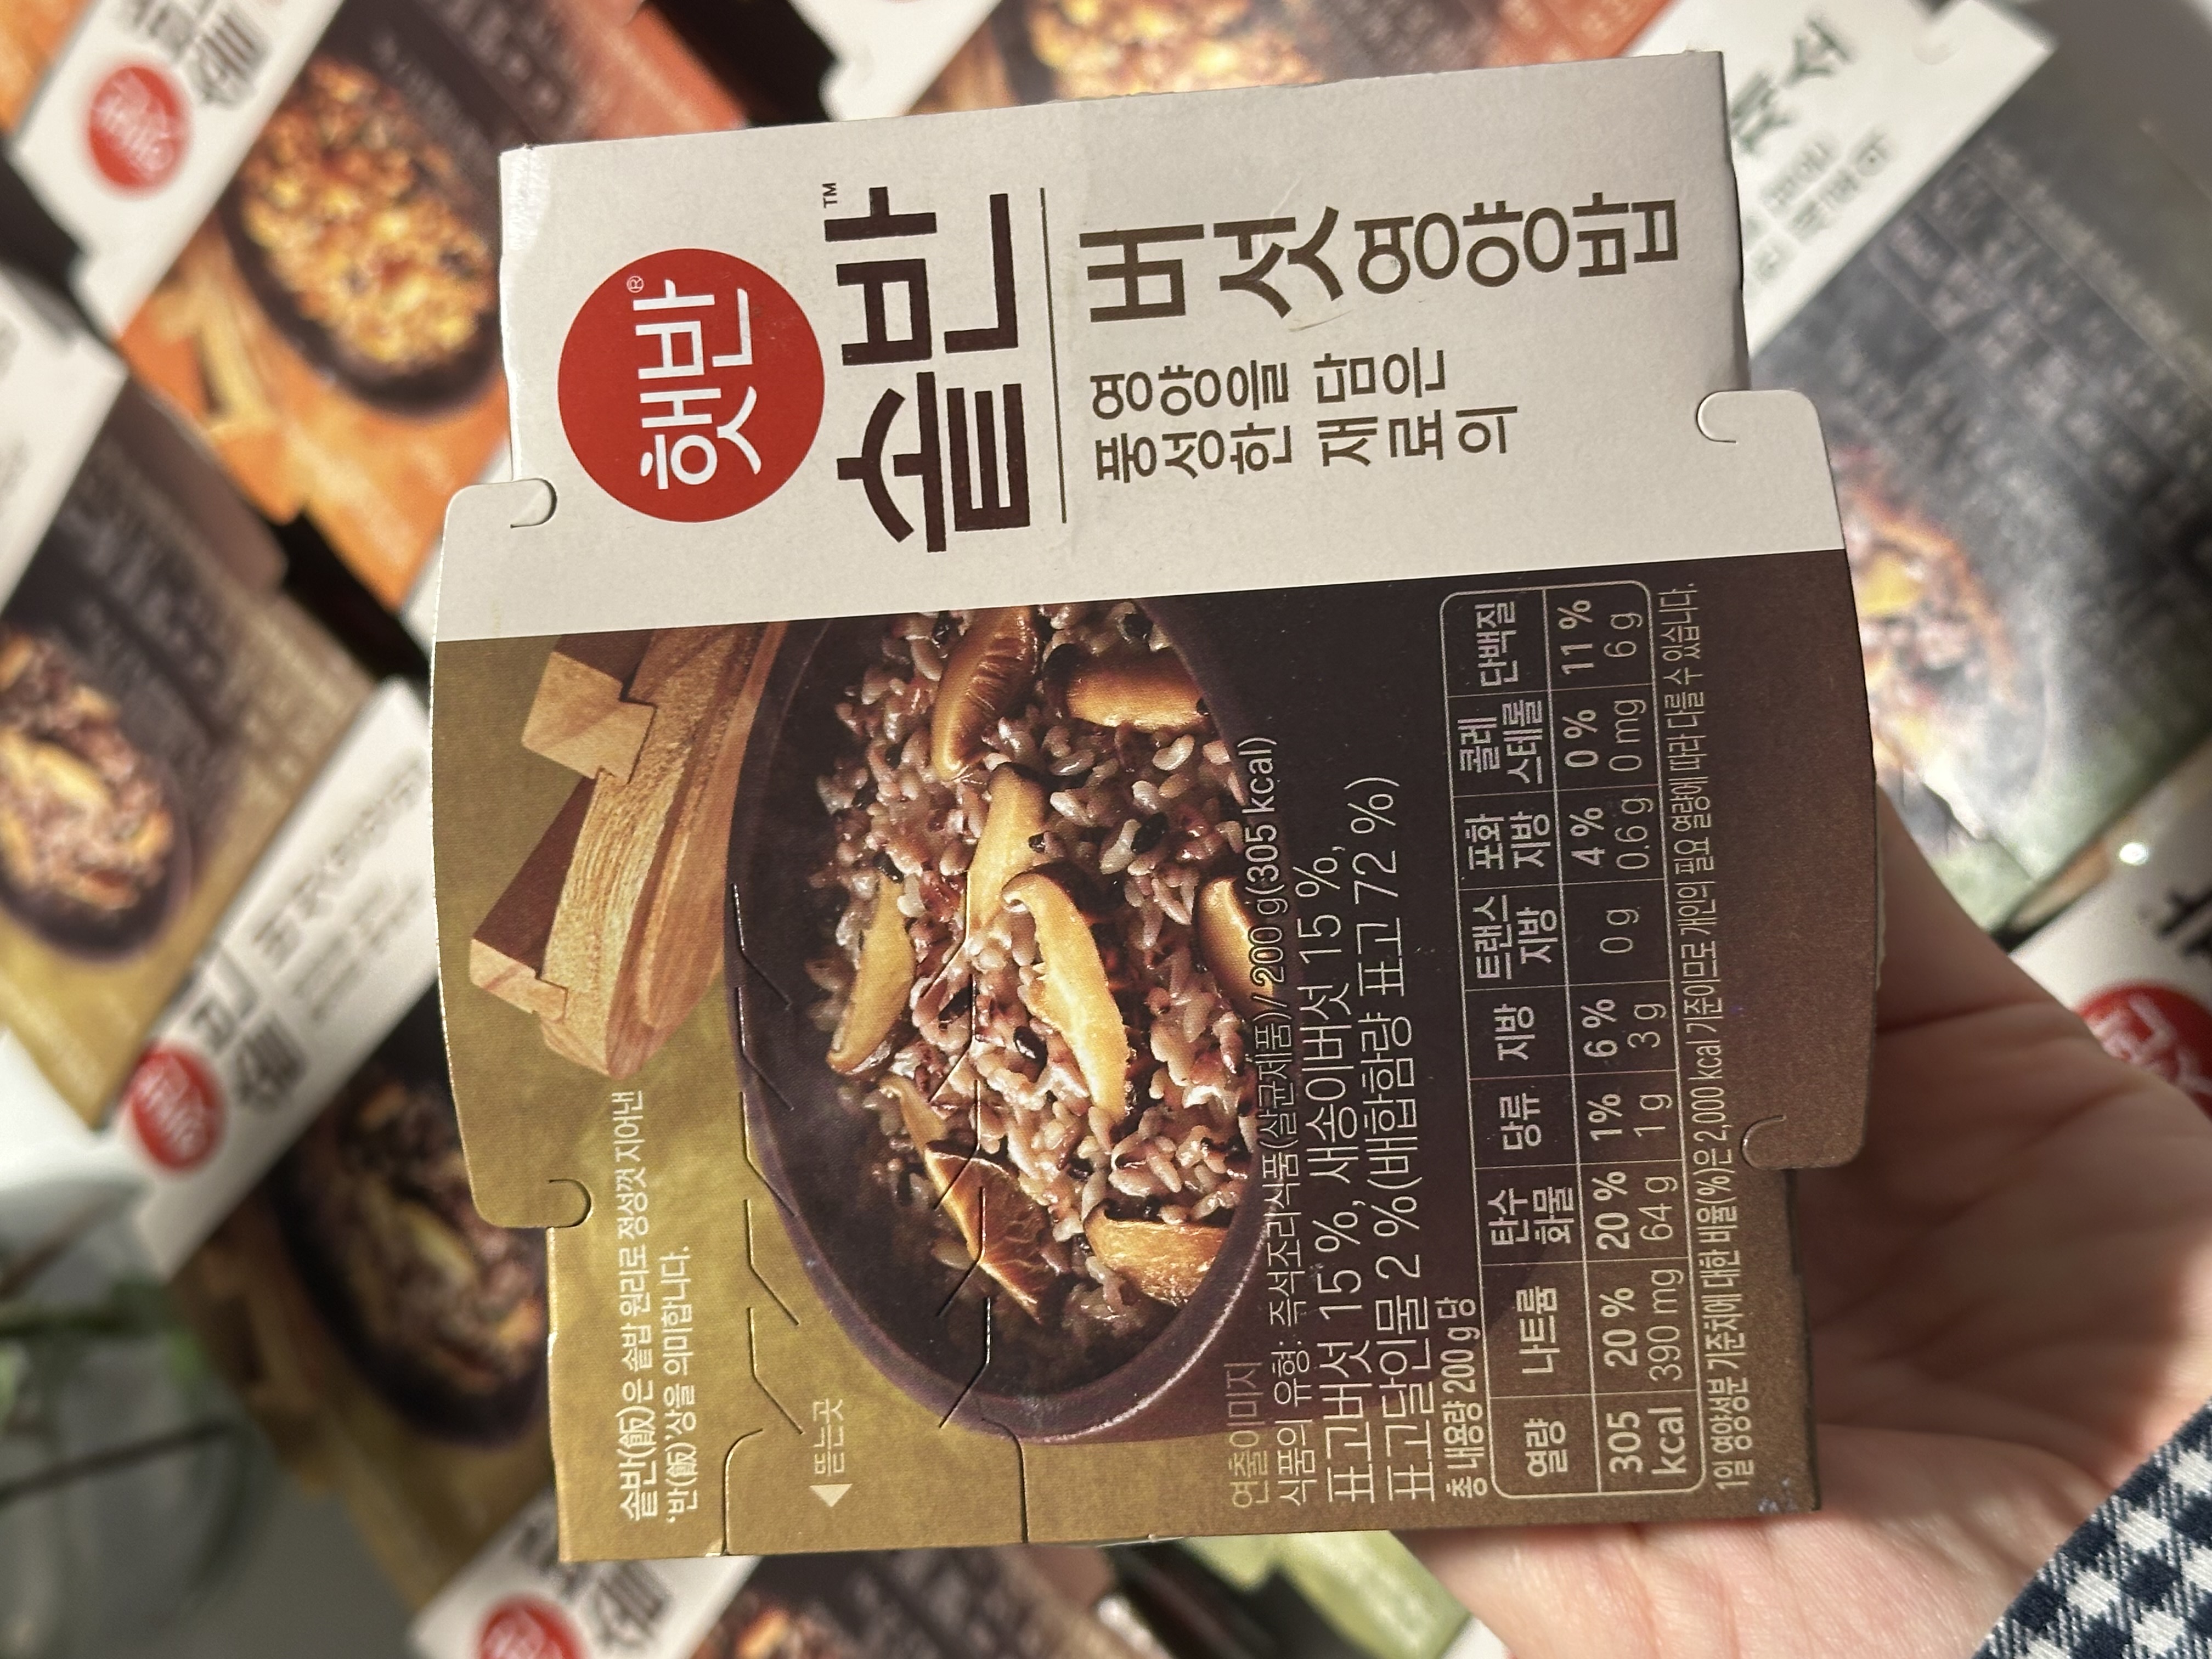 햇반®
솥반™
풍성한 영양을
담은
재료의
버섯영양밥
솥반(飯)은 솥밥 원리로 정성껏 지어낸
'반(飯)'상을 의미합니다.
◀뜯는곳
연출이미지
식품의 유형: 즉석조리식품(살균제품)/200 g(305 kcal)
표고버섯 15 %, 새송이버섯 15 %,
표고달인물 2 %(배합함량 표고 72 %)
총 내용량 200 g당
열량 나트륨 탄수화물 당류 지방 트랜스지방 포화지방 콜레스테롤 단백질
305 kcal 20 % 20 % 1 % 6 % 4 % 0 % 11 %
390 mg 64 g 1 g 3 g 0 g 0.6 g 0 mg 6 g
1일 영양성분 기준치에 대한 비율(%)은 2,000 kcal 기준이므로 개인의 필요 열량에 따라 다를 수 있습니다.